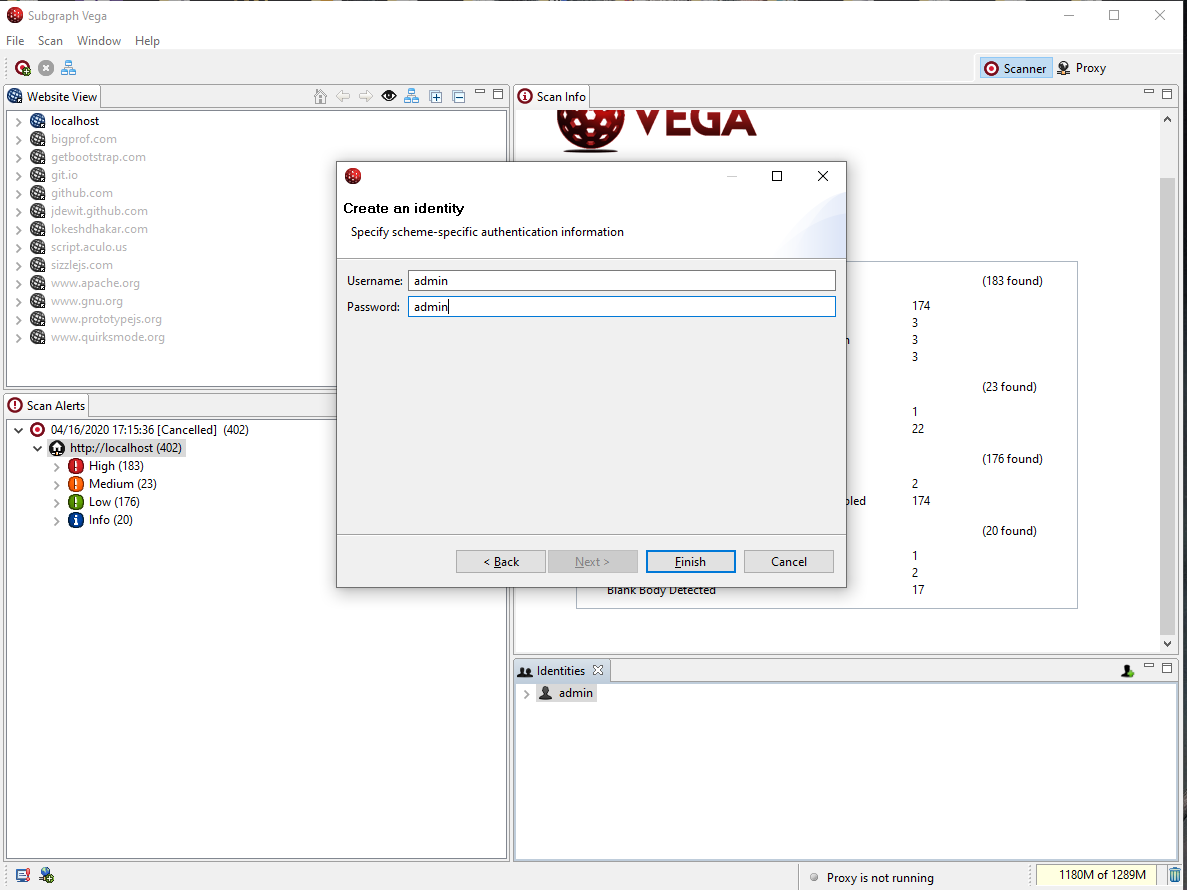 Subgraph Vega
File Scan Window Help
Scanner Proxy
Website View
localhost
bigprof.com
getbootstrap.com
git.io
github.com
jdewit.github.com
lokeshdhakar.com
script.aculo.us
sizzlejs.com
www.apache.org
www.gnu.org
www.prototypejs.org
www.quirksmode.org
Scan Alerts
04/16/2020 17:15:36 [Cancelled] (402)
http://localhost (402)
High (183)
Medium (23)
Low (176)
Info (20)
Scan Info
VEGA
(183 found)
174
3
3
3
(23 found)
1
22
(176 found)
2
174
(20 found)
1
2
Blank Body Detected 17
Create an identity
Specify scheme-specific authentication information
Username: admin
Password: admin
< Back Next > Finish Cancel
Identities
admin
Proxy is not running
1180M of 1289M